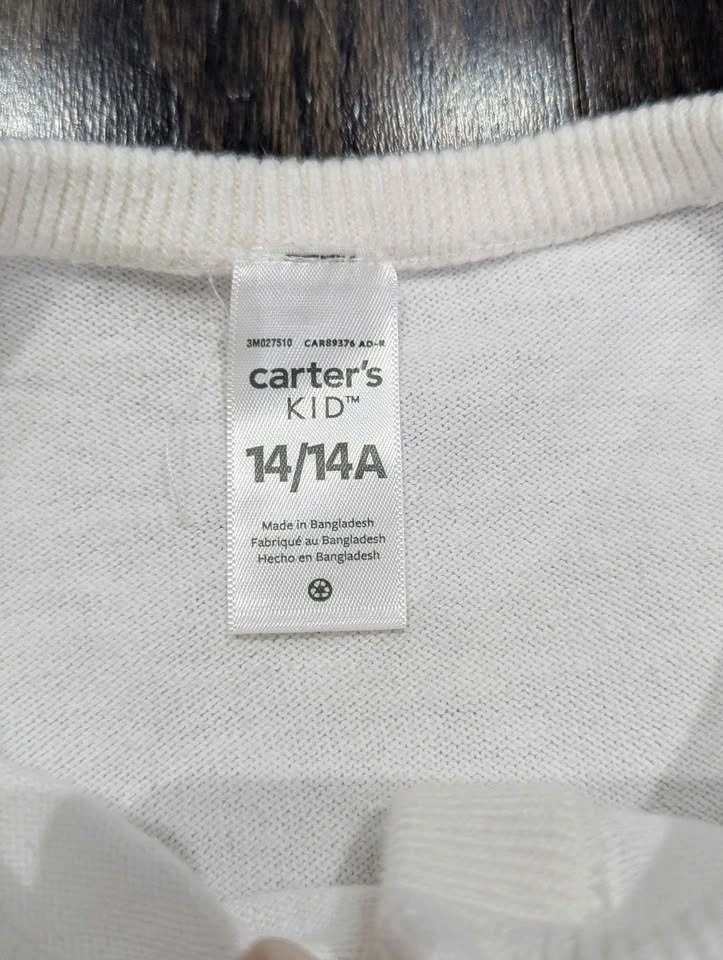 3M027510 CAR89376 AD-R
carter's
KID™
14/14A
Made in Bangladesh
Fabriqué au Bangladesh
Hecho en Bangladesh